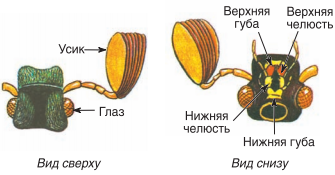 Усик
Глаз
Вид сверху
Верхняя
губа
Верхняя
челюсть
Нижняя
челюсть
Нижняя губа
Вид снизу